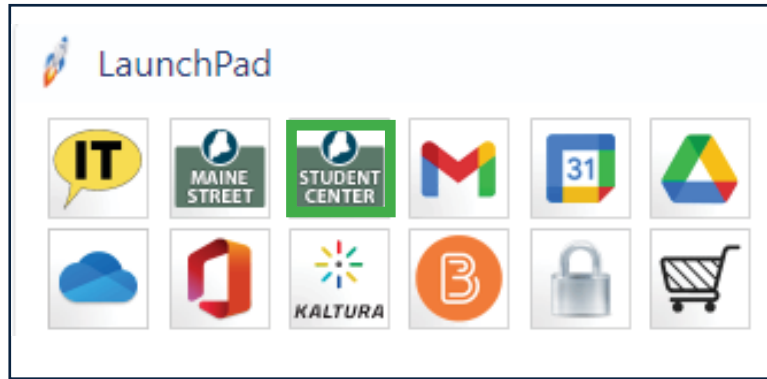 LaunchPad
IT
MAINE
STREET
STUDENT
CENTER
31
KALTURA
B